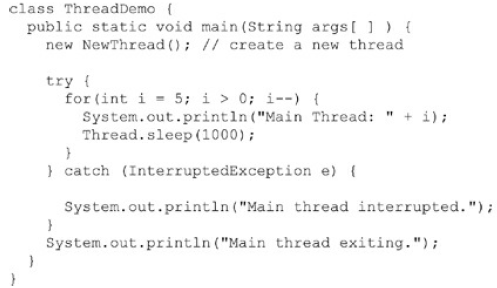 class ThreadDemo {
  public static void main(String args[ ] ) {
    new NewThread(); // create a new thread

    try {
      for(int i = 5; i > 0; i--) {
        System.out.println("Main Thread: " + i);
        Thread.sleep(1000);
      }
    } catch (InterruptedException e) {

      System.out.println("Main thread interrupted.");
    }
    System.out.println("Main thread exiting.");
  }
}